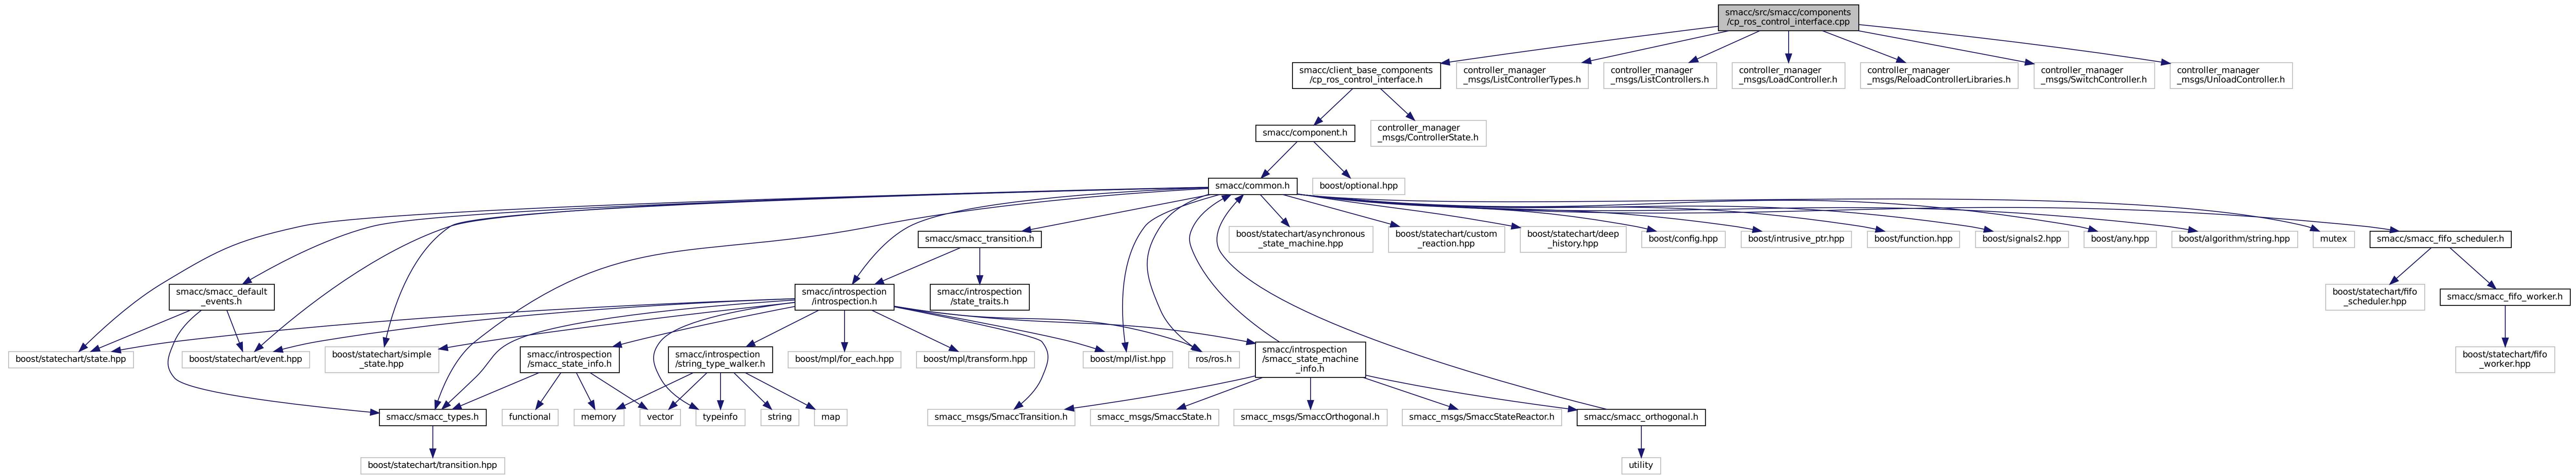 smacc/src/smacc/components
/cp_ros_control_interface.cpp
smacc/client_base_components
/cp_ros_control_interface.h
controller_manager
_msgs/ListControllerTypes.h
controller_manager
_msgs/ListControllers.h
controller_manager
_msgs/LoadController.h
controller_manager
_msgs/ReloadControllerLibraries.h
controller_manager
_msgs/SwitchController.h
controller_manager
_msgs/UnloadController.h
smacc/component.h
controller_manager
_msgs/ControllerState.h
smacc/common.h
boost/optional.hpp
smacc/smacc_transition.h
boost/statechart/asynchronous
_state_machine.hpp
boost/statechart/custom
_reaction.hpp
boost/statechart/deep
_history.hpp
boost/config.hpp
boost/intrusive_ptr.hpp
boost/function.hpp
boost/signals2.hpp
boost/any.hpp
boost/algorithm/string.hpp
mutex
smacc/smacc_fifo_scheduler.h
smacc/smacc_default
_events.h
smacc/introspection
/introspection.h
smacc/introspection
/state_traits.h
boost/statechart/fifo
_scheduler.hpp
smacc/smacc_fifo_worker.h
boost/statechart/state.hpp
boost/statechart/event.hpp
boost/statechart/simple
_state.hpp
smacc/introspection
/smacc_state_info.h
smacc/introspection
/string_type_walker.h
boost/mpl/for_each.hpp
boost/mpl/transform.hpp
boost/mpl/list.hpp
ros/ros.h
smacc/introspection
/smacc_state_machine
_info.h
boost/statechart/fifo
_worker.hpp
smacc/smacc_types.h
functional
memory
vector
typeinfo
string
map
smacc_msgs/SmaccTransition.h
smacc_msgs/SmaccState.h
smacc_msgs/SmaccOrthogonal.h
smacc_msgs/SmaccStateReactor.h
smacc/smacc_orthogonal.h
boost/statechart/transition.hpp
utility